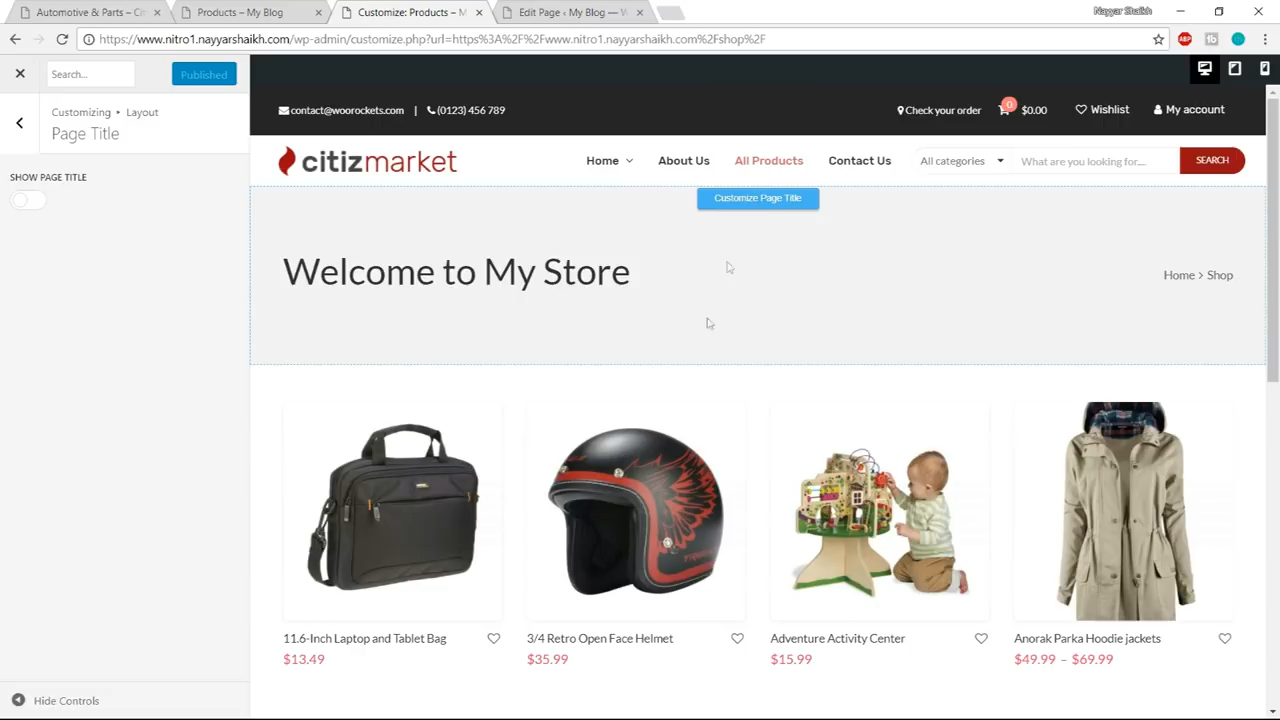 Automotive & Parts – Cit
Products – My Blog
Customize: Products – M
Edit Page ‹ My Blog — W
Nayyar Shaikh
https://www.nitro1.nayyarshaikh.com/wp-admin/customize.php?url=https%3A%2F%2Fwww.nitro1.nayyarshaikh.com%2Fshop%2F
ABP
Search...
Published
Customizing ▸ Layout
Page Title
SHOW PAGE TITLE
Hide Controls
contact@woorockets.com | (0123) 456 789
Check your order
0
$0.00
Wishlist
My account
citizmarket
Home
About Us
All Products
Contact Us
All categories
What are you looking for....
SEARCH
Customize Page Title
Welcome to My Store
Home > Shop
11.6-Inch Laptop and Tablet Bag
$13.49
3/4 Retro Open Face Helmet
$35.99
Adventure Activity Center
$15.99
Anorak Parka Hoodie jackets
$49.99 – $69.99